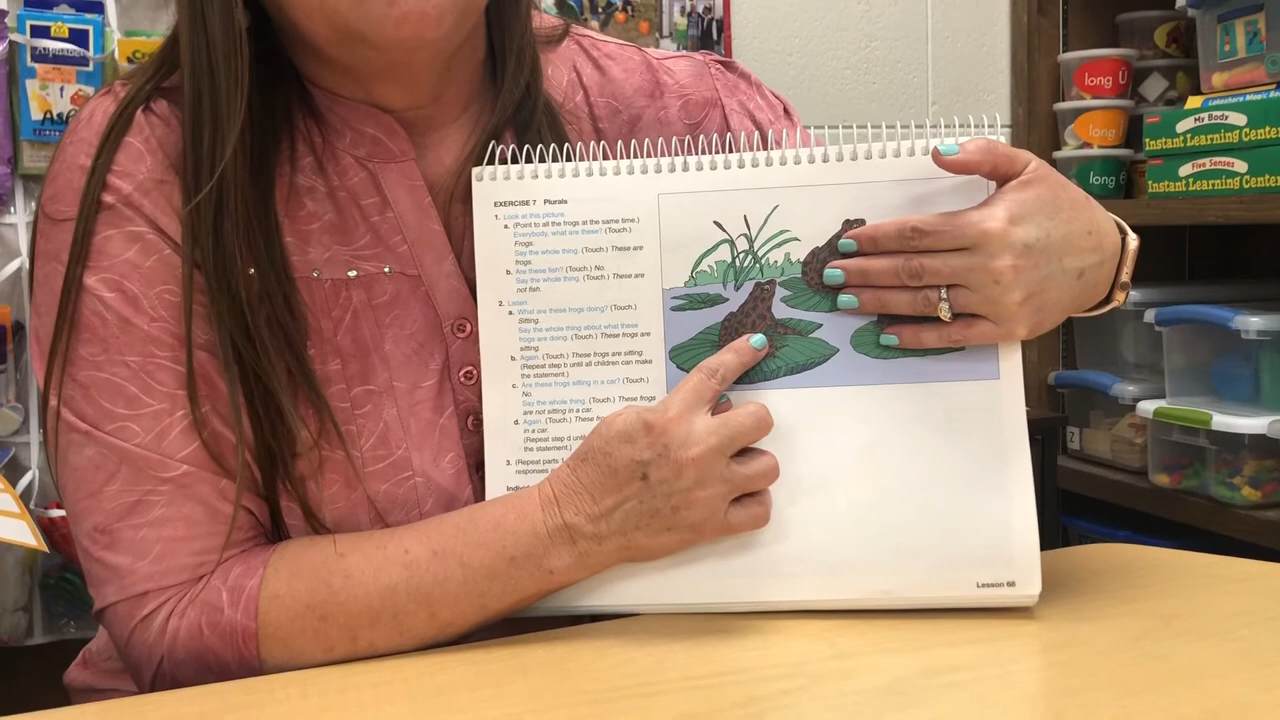 EXERCISE 7 Plurals
1. Look at this picture.
a. (Point to all the frogs at the same time.)
Everybody, what are these? (Touch.)
Frogs.
Say the whole thing. (Touch.) These are
frogs.
b. Are these fish? (Touch.) No.
Say the whole thing. (Touch.) These are
not fish.
2. Listen.
a. What are these frogs doing? (Touch.)
Sitting.
Say the whole thing about what these
frogs are doing. (Touch.) These frogs are
sitting.
b. Again. (Touch.) These frogs are sitting.
(Repeat step b until all children can make
the statement.)
c. Are these frogs sitting in a car? (Touch.)
No.
Say the whole thing. (Touch.) These frogs
are not sitting in a car.
d. Again. (Touch.) These
in a car.
(Repeat step d until
the statement.)
3. (Repeat parts
responses
Lesson 68
Alphabet
long Ū
long
long
Lakeshore Magic
My Body
Instant Learning Center
Five Senses
Instant Learning Center
Z